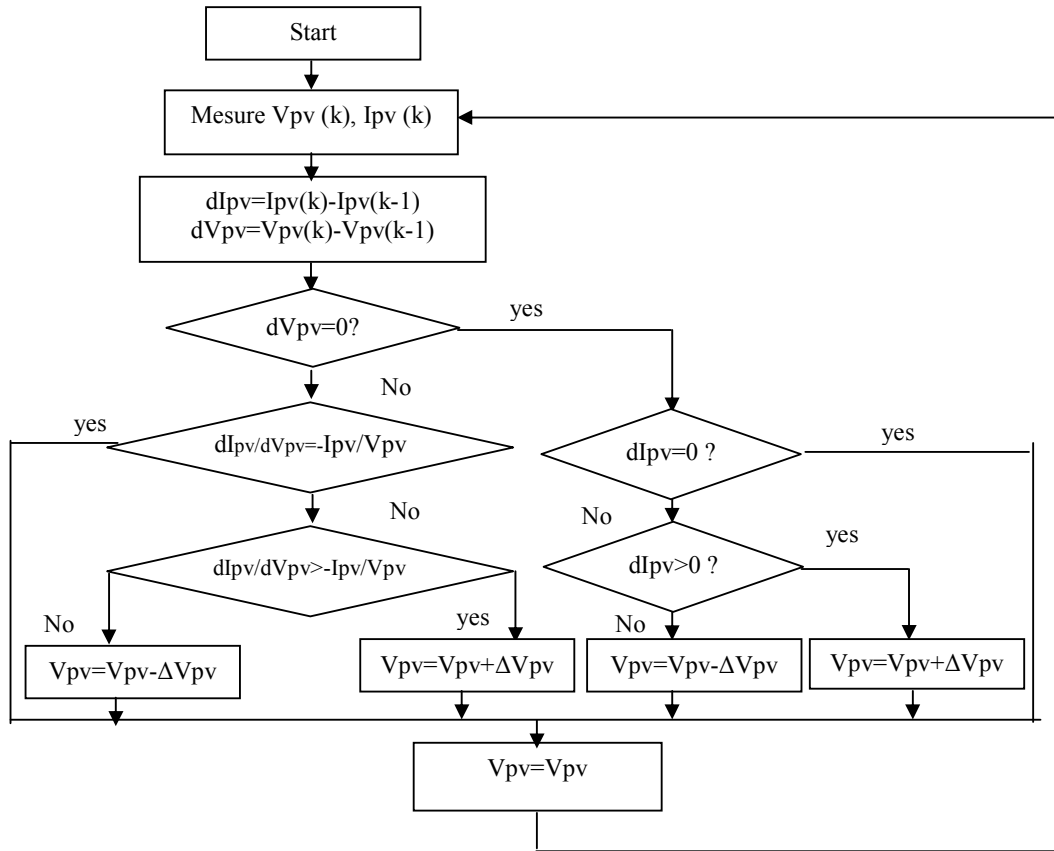 Start
Mesure Vpv (k), Ipv (k)
dIpv=Ipv(k)-Ipv(k-1)
dVpv=Vpv(k)-Vpv(k-1)
dVpv=0?
yes
No
yes
dIpv/dVpv=-Ipv/Vpv
dIpv=0 ?
yes
No
No
dIpv/dVpv>-Ipv/Vpv
dIpv>0 ?
yes
No
yes
No
Vpv=Vpv-ΔVpv
Vpv=Vpv+ΔVpv
Vpv=Vpv-ΔVpv
Vpv=Vpv+ΔVpv
Vpv=Vpv